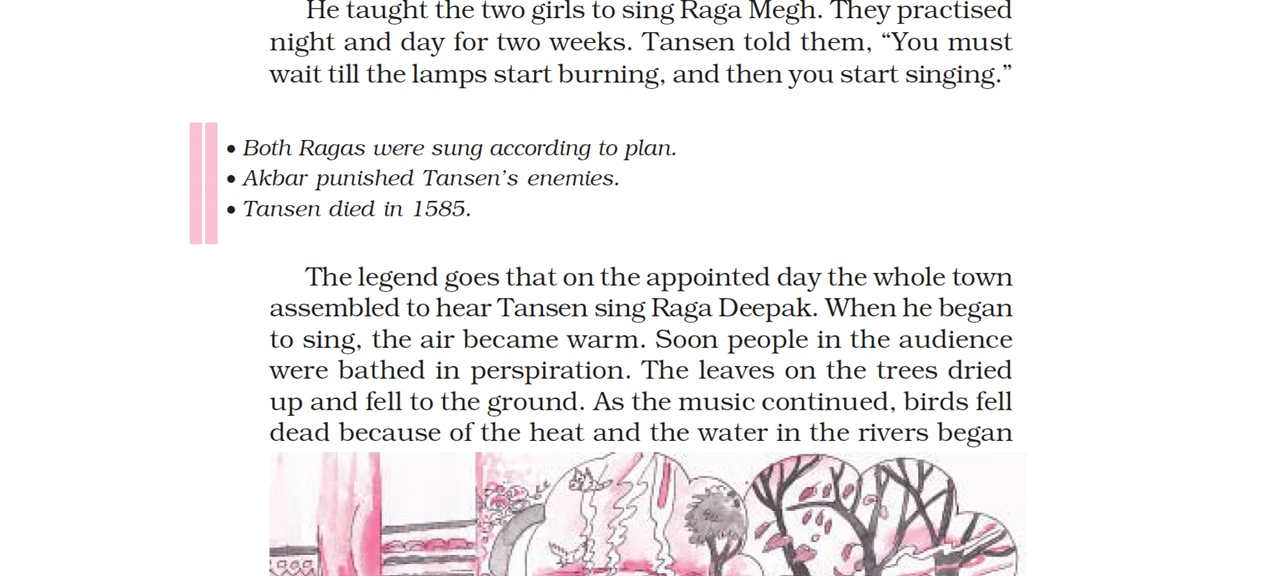 He taught the two girls to sing Raga Megh. They practised
night and day for two weeks. Tansen told them, “You must
wait till the lamps start burning, and then you start singing.”
• Both Ragas were sung according to plan.
• Akbar punished Tansen’s enemies.
• Tansen died in 1585.
The legend goes that on the appointed day the whole town
assembled to hear Tansen sing Raga Deepak. When he began
to sing, the air became warm. Soon people in the audience
were bathed in perspiration. The leaves on the trees dried
up and fell to the ground. As the music continued, birds fell
dead because of the heat and the water in the rivers began